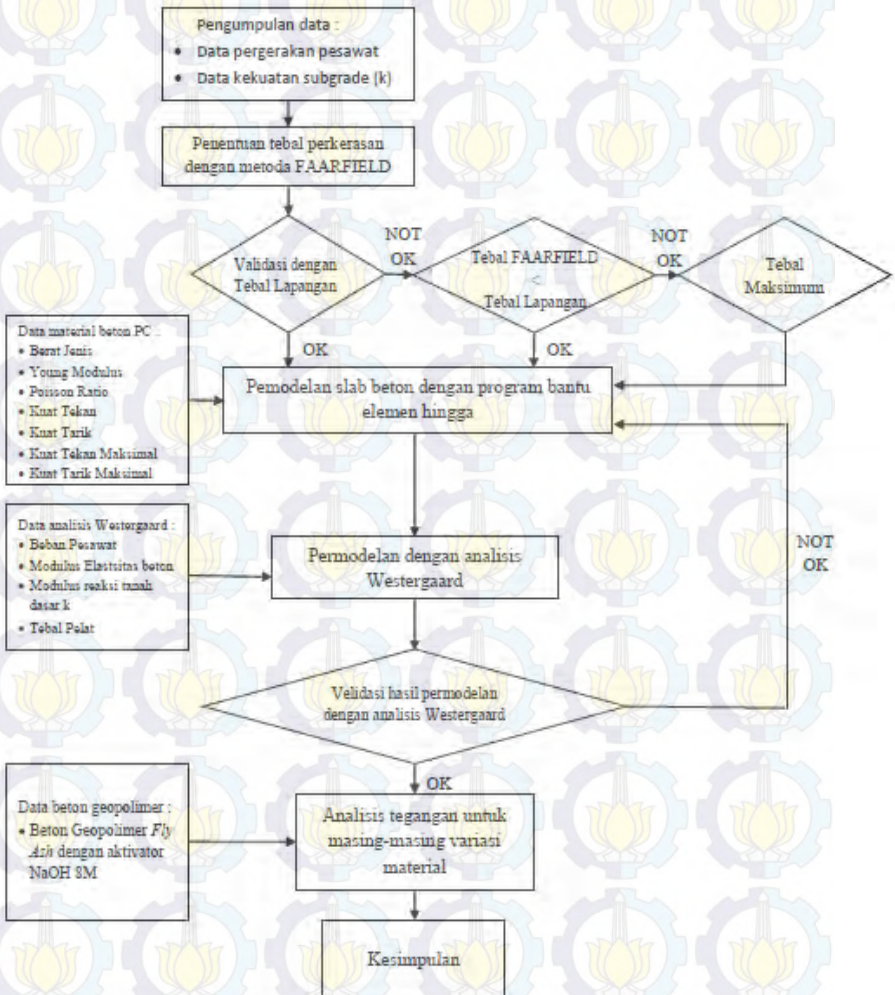 Pengumpulan data :
• Data pergerakan pesawat
• Data kekuatan subgrade (k)
Penentuan tebal perkerasan
dengan metoda FAARFIELD
Validasi dengan
Tebal Lapangan
NOT
OK
Tebal FAARFIELD
<
Tebal Lapangan
NOT
OK
Tebal
Maksimum
OK
OK
Data material beton PC :
• Berat Jenis
• Young Modulus
• Poisson Ratio
• Kuat Tekan
• Kuat Tarik
• Kuat Tekan Maksimal
• Kuat Tarik Maksimal
Pemodelan slab beton dengan program bantu
elemen hingga
Data analisis Westergaard :
• Beban Pesawat
• Modulus Elastsitas beton
• Modulus reaksi tanah
dasar k
• Tebal Pelat
Permodelan dengan analisis
Westergaard
NOT
OK
Velidasi hasil permodelan
dengan analisis Westergaard
OK
Data beton geopolimer :
• Beton Geopolimer Fly
Ash dengan aktivator
NaOH 8M
Analisis tegangan untuk
masing-masing variasi
material
Kesimpulan